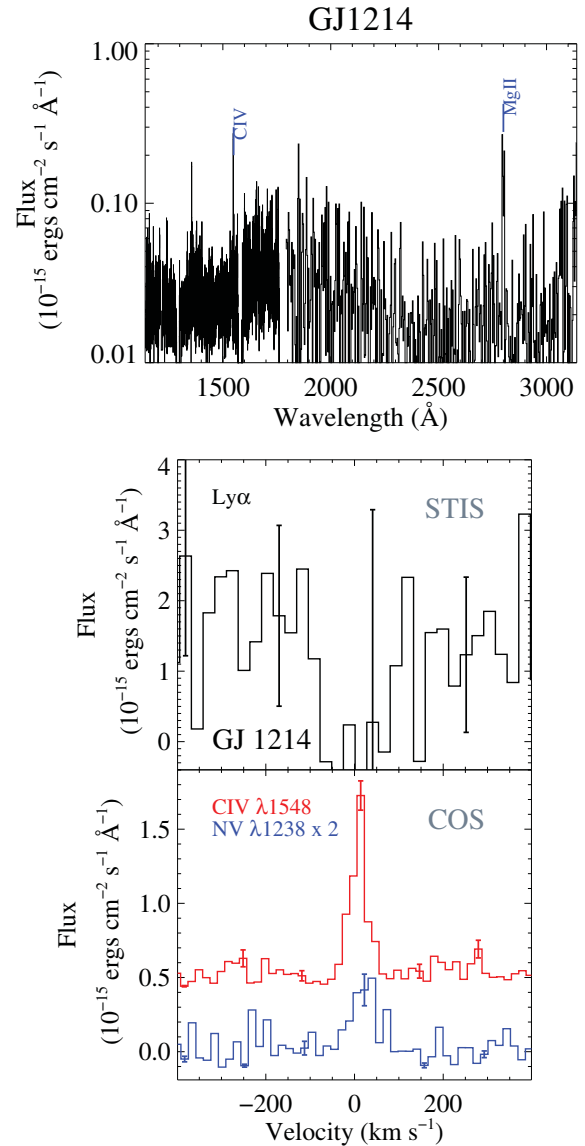 GJ1214
Flux
(10⁻¹⁵ ergs cm⁻² s⁻¹ Å⁻¹)
1.00
0.10
0.01
CIV
MgII
1500 2000 2500 3000
Wavelength (Å)
Flux
(10⁻¹⁵ ergs cm⁻² s⁻¹ Å⁻¹)
4
3
2
1
0
Lyα
STIS
GJ 1214
Flux
(10⁻¹⁵ ergs cm⁻² s⁻¹ Å⁻¹)
1.5
1.0
0.5
0.0
CIV λ1548
NV λ1238 x 2
COS
−200 0 200
Velocity (km s⁻¹)